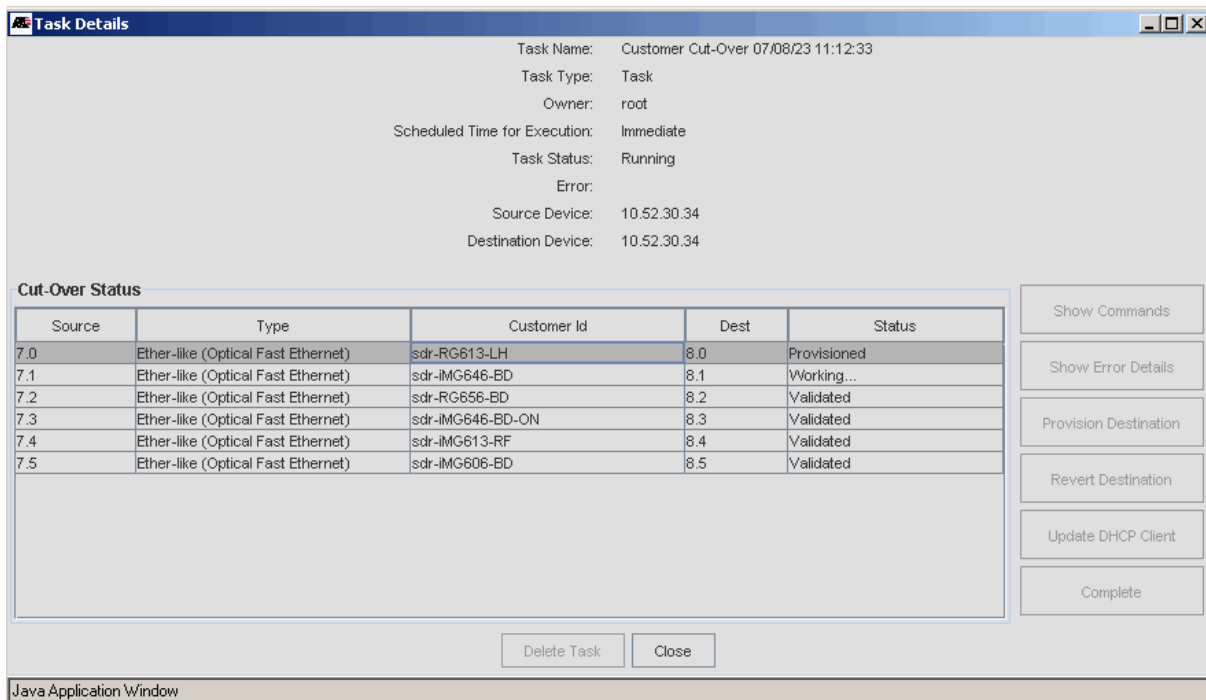 Task Details
Task Name: Customer Cut-Over 07/08/23 11:12:33
Task Type: Task
Owner: root
Scheduled Time for Execution: Immediate
Task Status: Running
Error:
Source Device: 10.52.30.34
Destination Device: 10.52.30.34
Cut-Over Status
Source Type Customer Id Dest Status
7.0 Ether-like (Optical Fast Ethernet) sdr-RG613-LH 8.0 Provisioned
7.1 Ether-like (Optical Fast Ethernet) sdr-iMG646-BD 8.1 Working...
7.2 Ether-like (Optical Fast Ethernet) sdr-RG656-BD 8.2 Validated
7.3 Ether-like (Optical Fast Ethernet) sdr-iMG646-BD-ON 8.3 Validated
7.4 Ether-like (Optical Fast Ethernet) sdr-iMG613-RF 8.4 Validated
7.5 Ether-like (Optical Fast Ethernet) sdr-iMG606-BD 8.5 Validated
Show Commands
Show Error Details
Provision Destination
Revert Destination
Update DHCP Client
Complete
Delete Task Close
Java Application Window